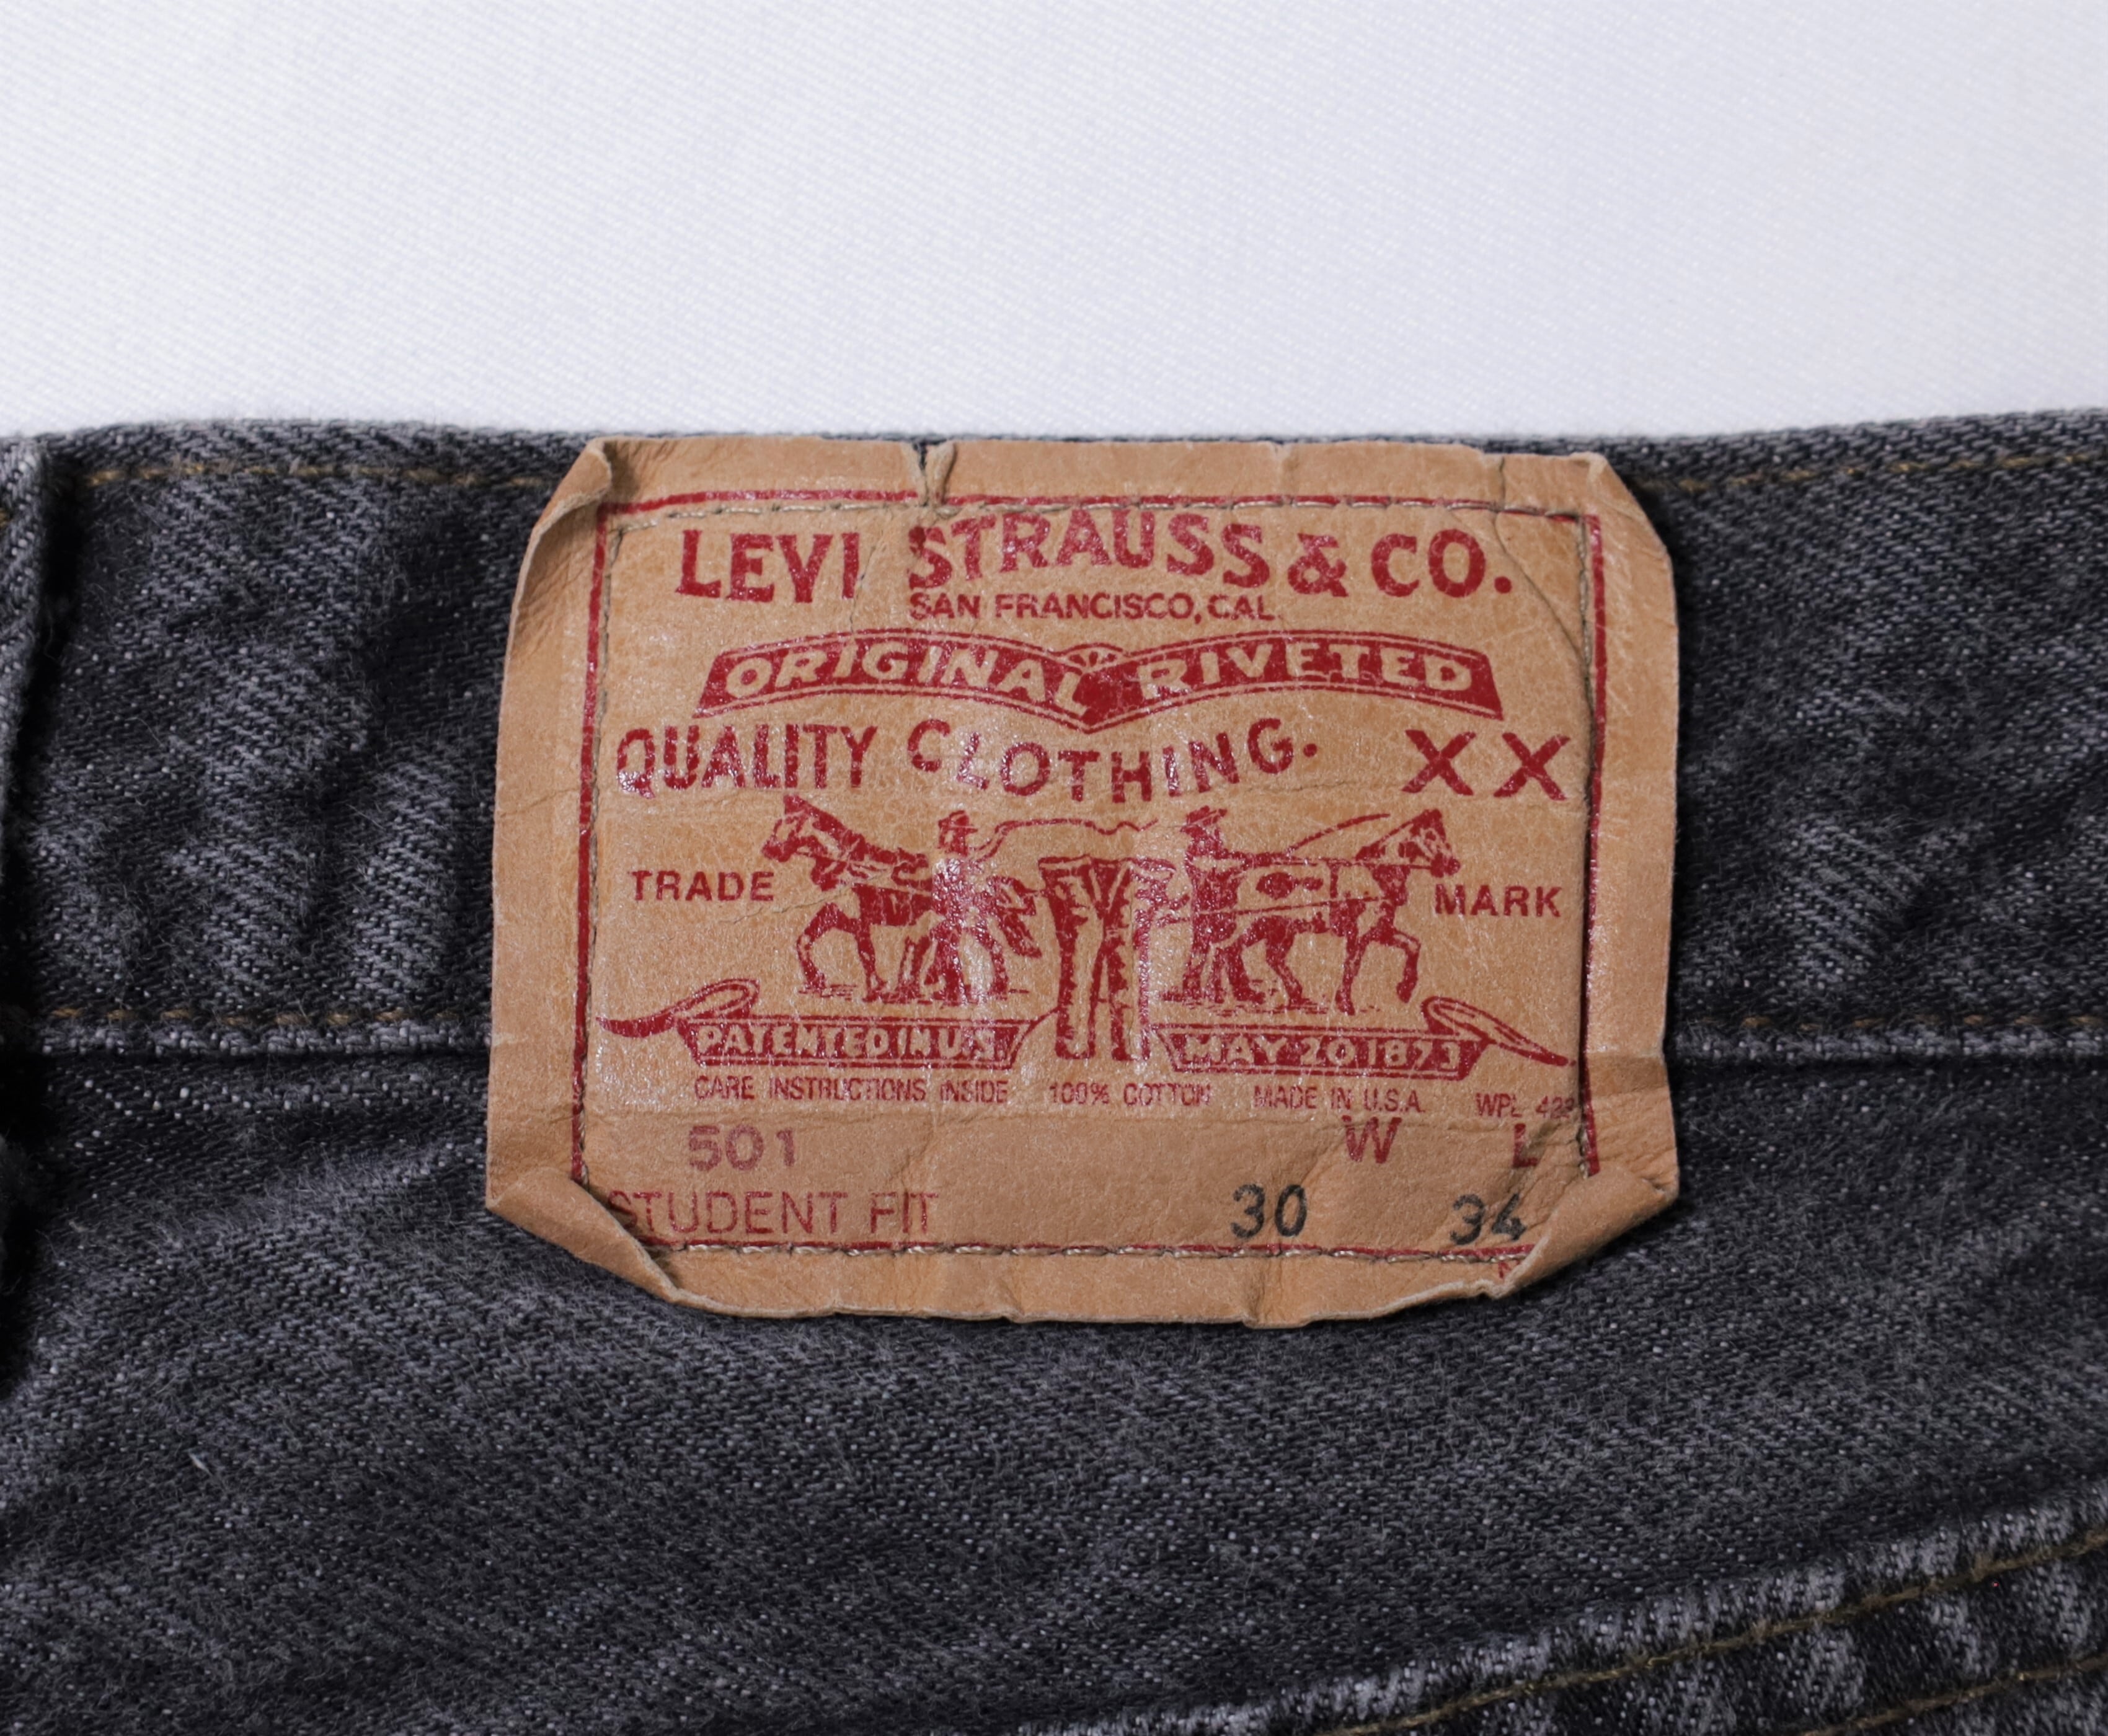 LEVI STRAUSS & CO.
SAN FRANCISCO, CAL
ORIGINAL RIVETED
QUALITY CLOTHING. XX
TRADE MARK
PATENTED IN U.S. MAY 20 1873
CARE INSTRUCTIONS INSIDE 100% COTTON MADE IN U.S.A. WPL
501 W L
STUDENT FIT 30 34